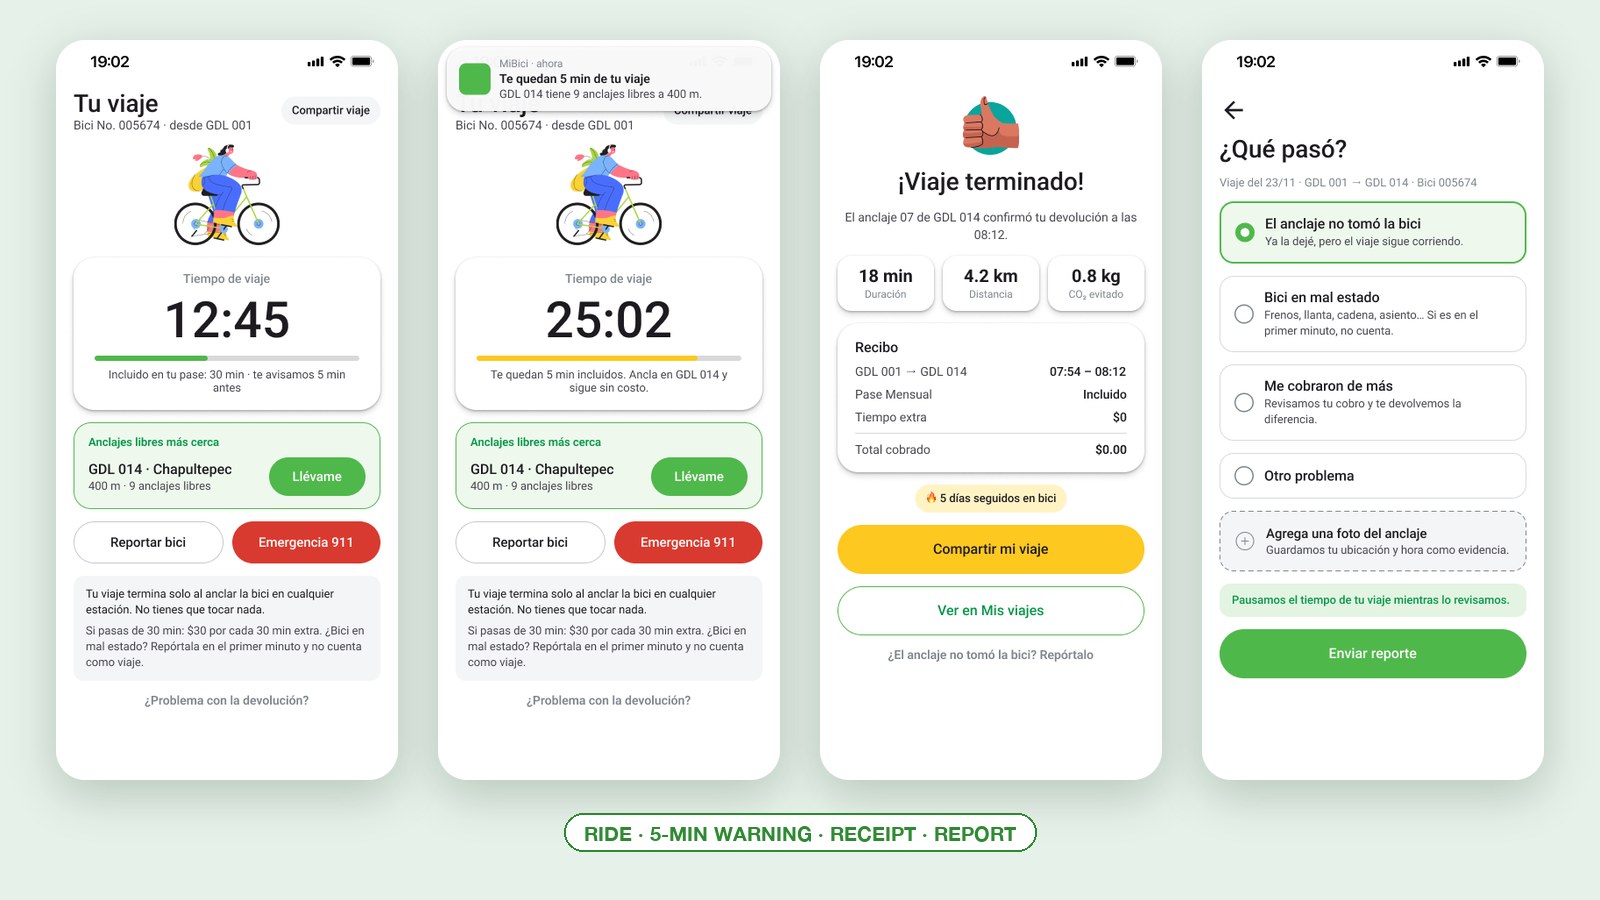 19:02
Tu viaje
Compartir viaje
Bici No. 005674 · desde GDL 001
Tiempo de viaje
12:45
Incluido en tu pase: 30 min · te avisamos 5 min
antes
Anclajes libres más cerca
GDL 014 · Chapultepec
400 m · 9 anclajes libres
Llévame
Reportar bici
Emergencia 911
Tu viaje termina solo al anclar la bici en cualquier
estación. No tienes que tocar nada.
Si pasas de 30 min: $30 por cada 30 min extra. ¿Bici en
mal estado? Repórtala en el primer minuto y no cuenta
como viaje.
¿Problema con la devolución?
MiBici · ahora
Te quedan 5 min de tu viaje
GDL 014 tiene 9 anclajes libres a 400 m.
Tu viaje
Compartir viaje
Bici No. 005674 · desde GDL 001
Tiempo de viaje
25:02
Te quedan 5 min incluidos. Ancla en GDL 014 y
sigue sin costo.
Anclajes libres más cerca
GDL 014 · Chapultepec
400 m · 9 anclajes libres
Llévame
Reportar bici
Emergencia 911
Tu viaje termina solo al anclar la bici en cualquier
estación. No tienes que tocar nada.
Si pasas de 30 min: $30 por cada 30 min extra. ¿Bici en
mal estado? Repórtala en el primer minuto y no cuenta
como viaje.
¿Problema con la devolución?
19:02
¡Viaje terminado!
El anclaje 07 de GDL 014 confirmó tu devolución a las
08:12.
18 min
Duración
4.2 km
Distancia
0.8 kg
CO₂ evitado
Recibo
GDL 001 → GDL 014 07:54 – 08:12
Pase Mensual Incluido
Tiempo extra $0
Total cobrado $0.00
🔥 5 días seguidos en bici
Compartir mi viaje
Ver en Mis viajes
¿El anclaje no tomó la bici? Repórtalo
19:02
¿Qué pasó?
Viaje del 23/11 · GDL 001 → GDL 014 · Bici 005674
El anclaje no tomó la bici
Ya la dejé, pero el viaje sigue corriendo.
Bici en mal estado
Frenos, llanta, cadena, asiento... Si es en el
primer minuto, no cuenta.
Me cobraron de más
Revisamos tu cobro y te devolvemos la
diferencia.
Otro problema
Agrega una foto del anclaje
Guardamos tu ubicación y hora como evidencia.
Pausamos el tiempo de tu viaje mientras lo revisamos.
Enviar reporte
RIDE · 5-MIN WARNING · RECEIPT · REPORT